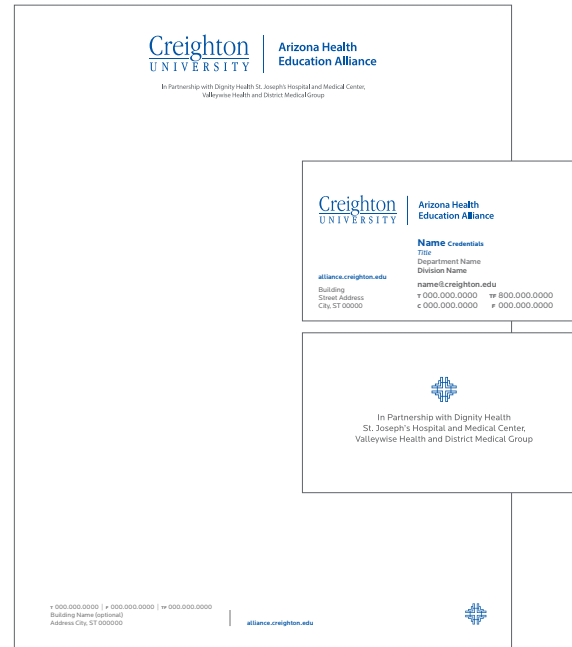 Creighton
UNIVERSITY
Arizona Health
Education Alliance
In Partnership with Dignity Health St. Joseph's Hospital and Medical Center,
Valleywise Health and District Medical Group
Creighton
UNIVERSITY
Arizona Health
Education Alliance
Name Credentials
Title
Department Name
Division Name
name@creighton.edu
T 000.000.0000 TF 800.000.0000
C 000.000.0000 F 000.000.0000
alliance.creighton.edu
Building
Street Address
City, ST 00000
In Partnership with Dignity Health
St. Joseph's Hospital and Medical Center,
Valleywise Health and District Medical Group
T 000.000.0000 | F 000.000.0000 | TF 000.000.0000
Building Name (optional)
Address City, ST 000000
alliance.creighton.edu